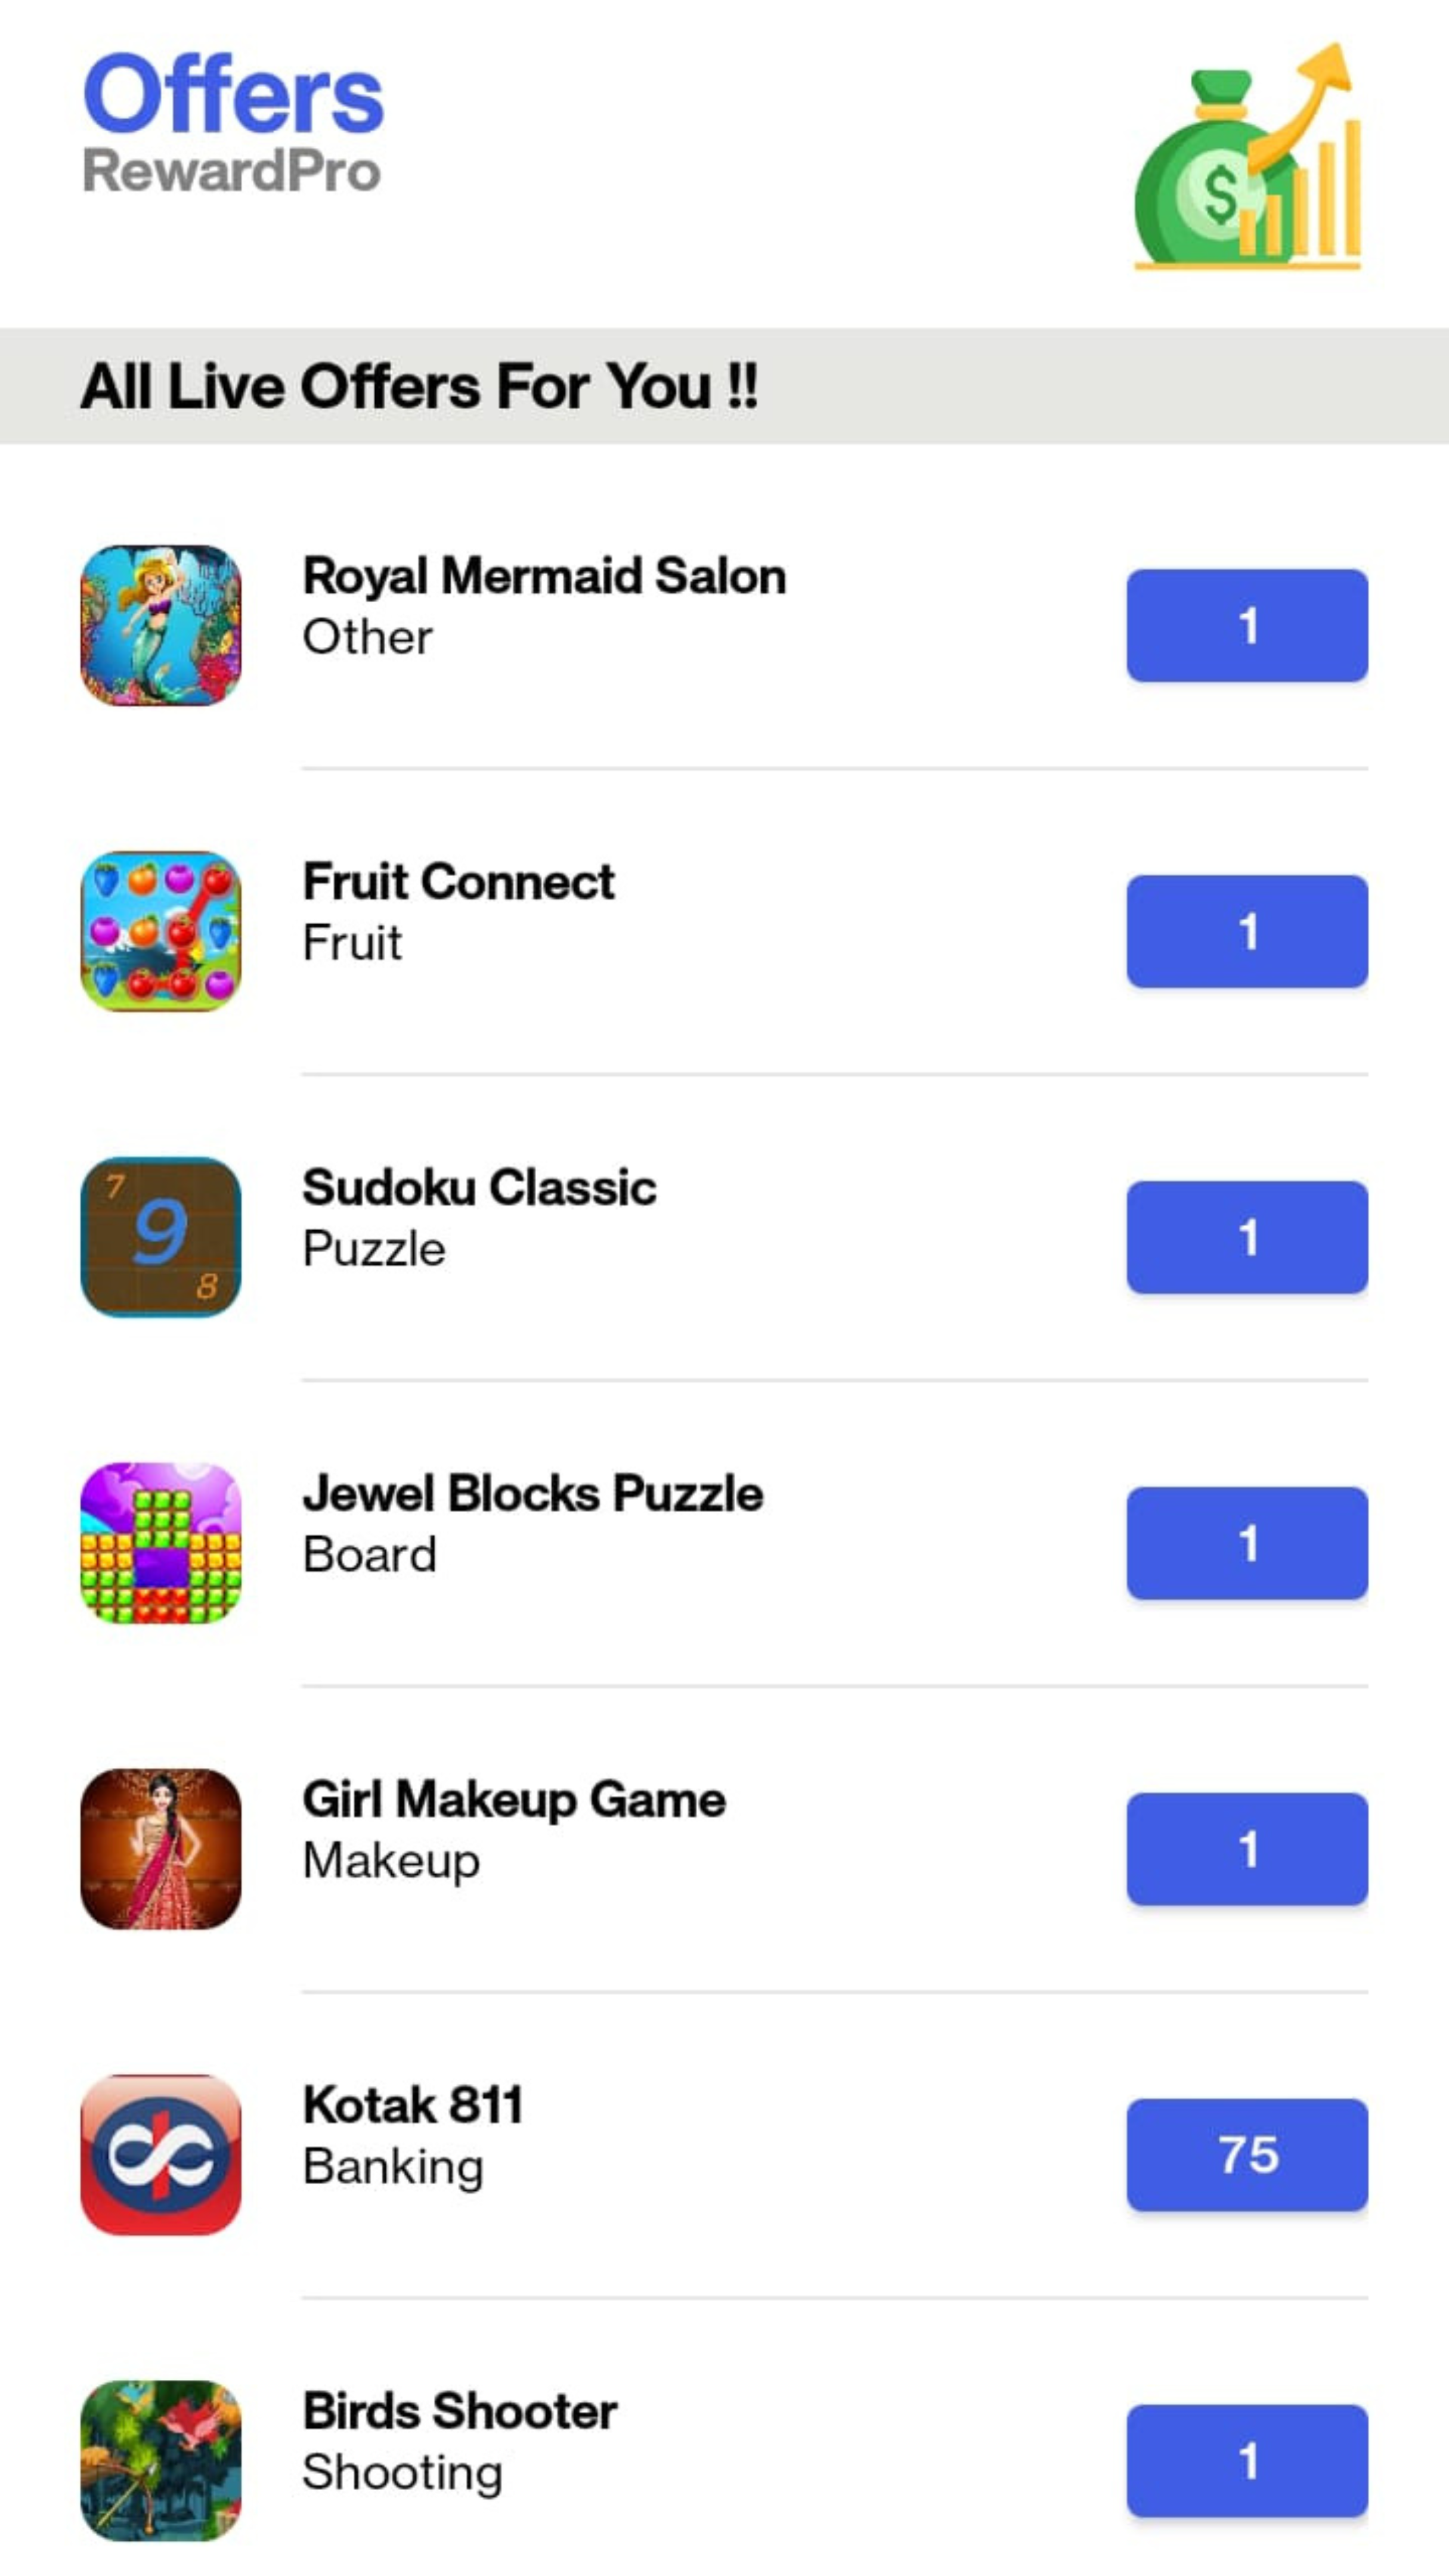 Offers
RewardPro
$
All Live Offers For You !!
Royal Mermaid Salon
Other
1
Fruit Connect
Fruit
1
7
9
8
Sudoku Classic
Puzzle
1
Jewel Blocks Puzzle
Board
1
Girl Makeup Game
Makeup
1
Kotak 811
Banking
75
Birds Shooter
Shooting
1